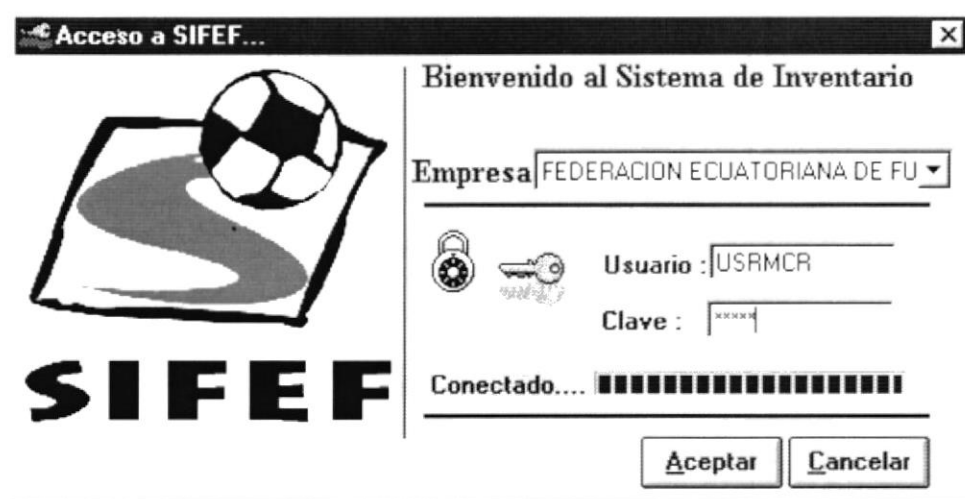 Acceso a SIFEF...
Bienvenido al Sistema de Inventario
Empresa FEDERACION ECUATORIANA DE FU
Usuario : USRMCR
Clave : *****
SIFEF
Conectado....
Aceptar Cancelar